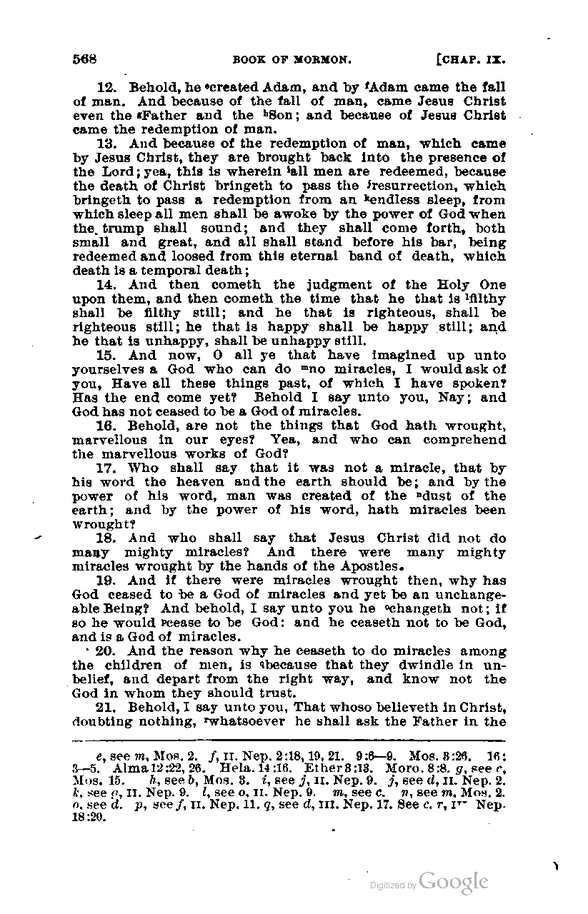 568 BOOK OF MORMON. [CHAP. IX.
12. Behold, he ᵉcreated Adam, and by ᶠAdam came the fall
of man. And because of the fall of man, came Jesus Christ
even the ᵍFather and the ʰSon; and because of Jesus Christ
came the redemption of man.
13. And because of the redemption of man, which came
by Jesus Christ, they are brought back into the presence of
the Lord; yea, this is wherein ⁱall men are redeemed, because
the death of Christ bringeth to pass the ʲresurrection, which
bringeth to pass a redemption from an ᵏendless sleep, from
which sleep all men shall be awoke by the power of God when
the trump shall sound; and they shall come forth, both
small and great, and all shall stand before his bar, being
redeemed and loosed from this eternal band of death, which
death is a temporal death;
14. And then cometh the judgment of the Holy One
upon them, and then cometh the time that he that is ˡfilthy
shall be filthy still; and he that is righteous, shall be
righteous still; he that is happy shall be happy still; and
he that is unhappy, shall be unhappy still.
15. And now, O all ye that have imagined up unto
yourselves a God who can do ᵐno miracles, I would ask of
you, Have all these things past, of which I have spoken?
Has the end come yet? Behold I say unto you, Nay; and
God has not ceased to be a God of miracles.
16. Behold, are not the things that God hath wrought,
marvellous in our eyes? Yea, and who can comprehend
the marvellous works of God?
17. Who shall say that it was not a miracle, that by
his word the heaven and the earth should be; and by the
power of his word, man was created of the ⁿdust of the
earth; and by the power of his word, hath miracles been
wrought?
18. And who shall say that Jesus Christ did not do
many mighty miracles? And there were many mighty
miracles wrought by the hands of the Apostles.
19. And if there were miracles wrought then, why has
God ceased to be a God of miracles and yet be an unchange-
able Being? And behold, I say unto you he ᵒchangeth not; if
so he would ᵖcease to be God: and he ceaseth not to be God,
and is a God of miracles.
20. And the reason why he ceaseth to do miracles among
the children of men, is qbecause that they dwindle in un-
belief, and depart from the right way, and know not the
God in whom they should trust.
21. Behold, I say unto you, That whoso believeth in Christ,
doubting nothing, ʳwhatsoever he shall ask the Father in the
e, see m, Mos. 2. f, II. Nep. 2:18, 19, 21. 9:6—9. Mos. 3:26. 16:
3—5. Alma 12:22, 26. Hela. 14:16. Ether 3:13. Moro. 8:8. g, see c,
Mos. 15. h, see b, Mos. 3. i, see j, II. Nep. 9. j, see d, II. Nep. 2.
k, see o, II. Nep. 9. l, see o, II. Nep. 9. m, see c. n, see m, Mos. 2.
o, see d. p, see f, II. Nep. 11. q, see d, III. Nep. 17. See c. r, Nep.
18:20.
Digitized by Google